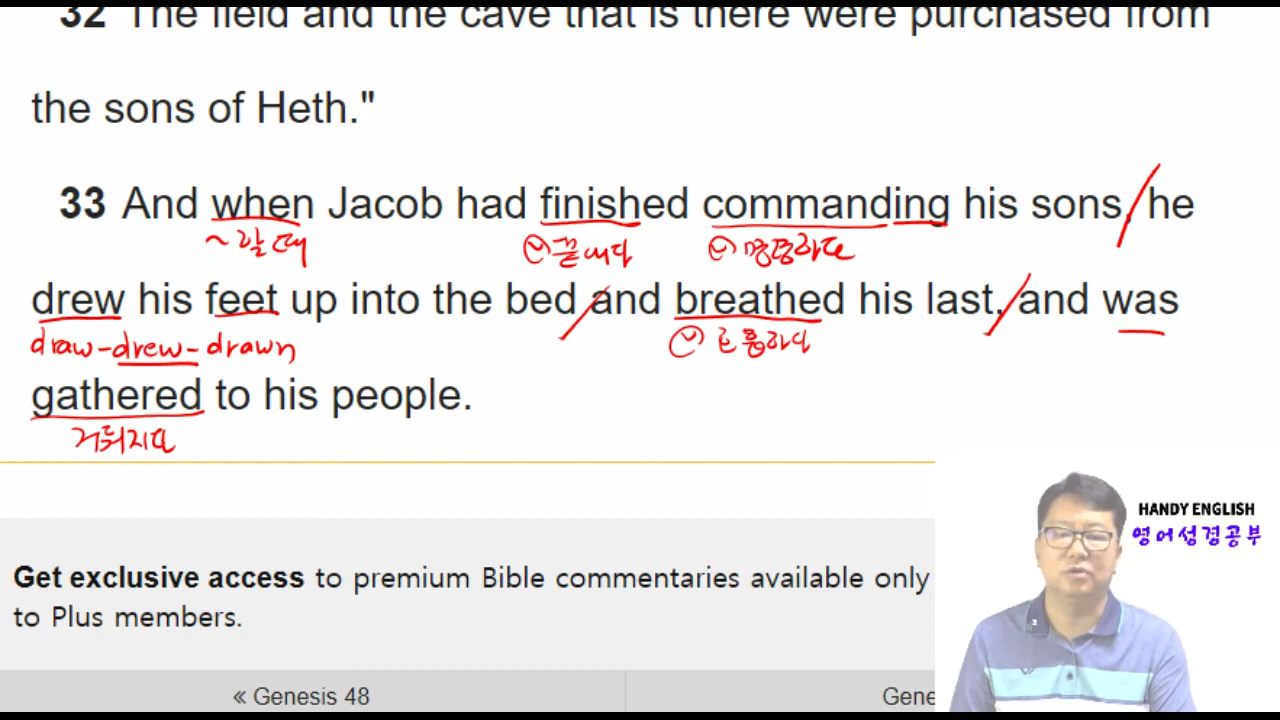 32 The field and the cave that is there were purchased from
the sons of Heth."
33 And when Jacob had finished commanding his sons, he
~할 때 ⓥ끝내다 ⓥ명령하다
drew his feet up into the bed and breathed his last, and was
draw-drew-drawn ⓥ호흡하다
gathered to his people.
거둬지다
HANDY ENGLISH
영어성경공부
Get exclusive access to premium Bible commentaries available only
to Plus members.
« Genesis 48 Gene